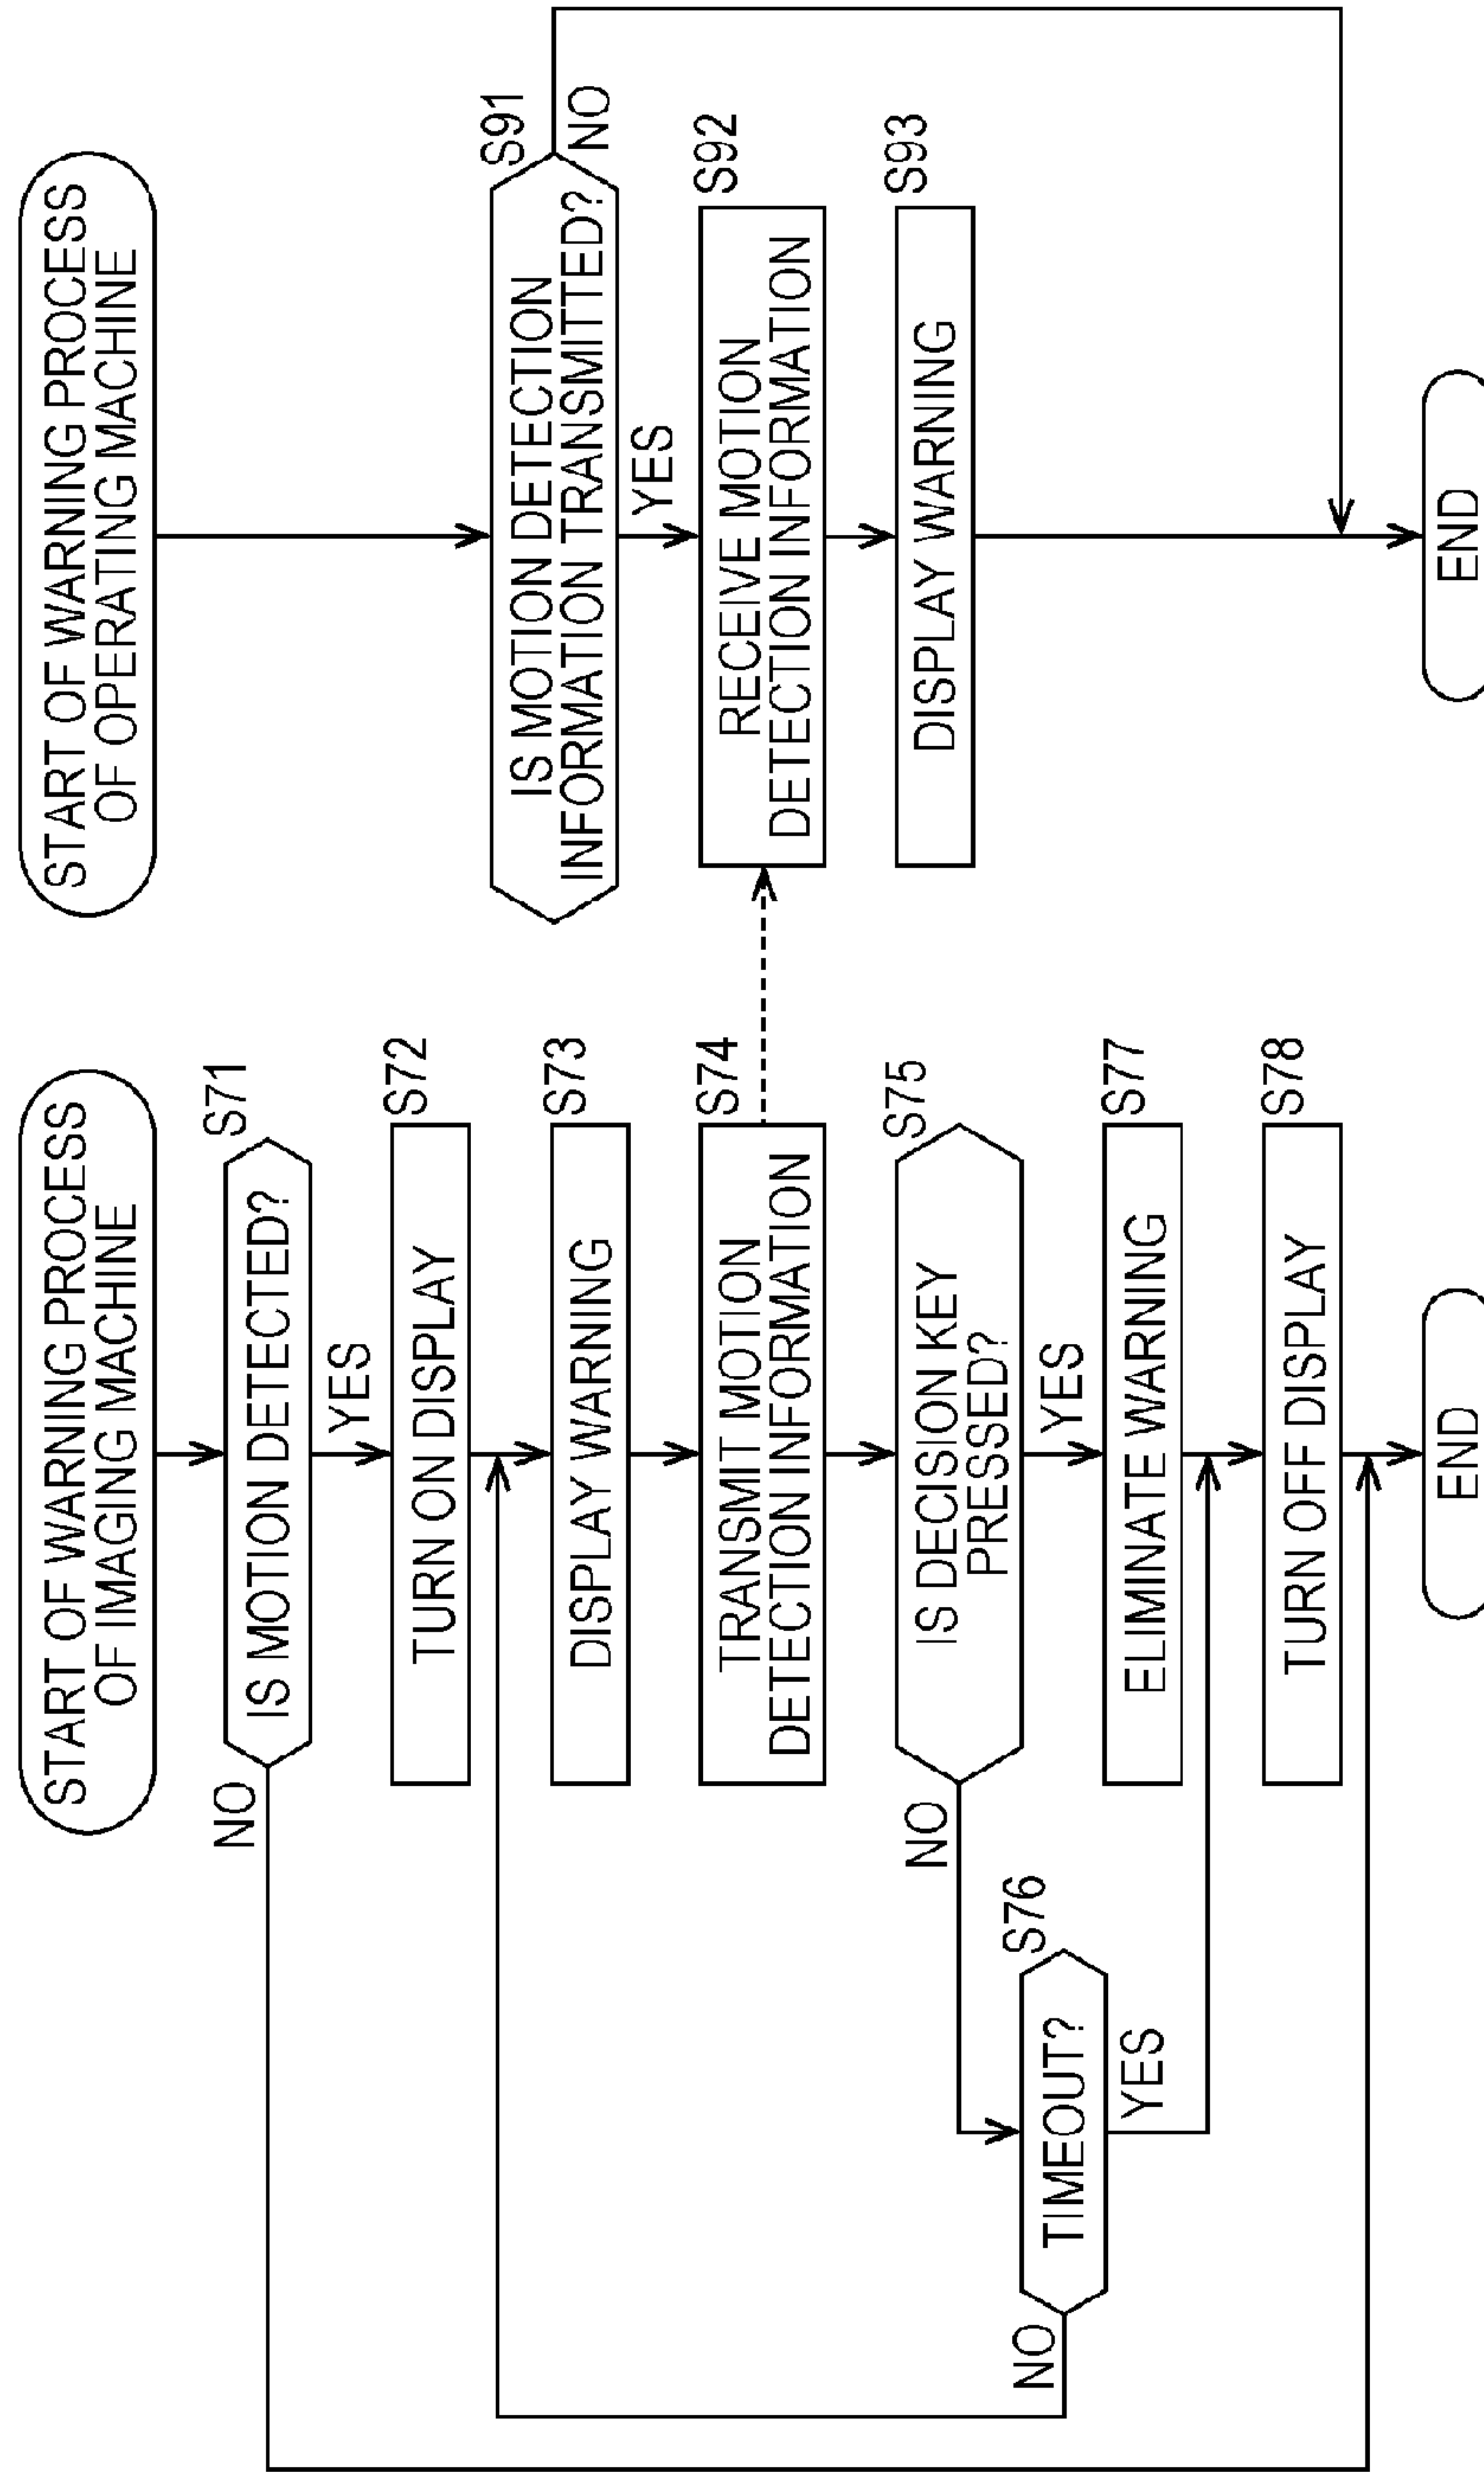 START OF WARNING PROCESS
OF IMAGING MACHINE
S71
IS MOTION DETECTED?
NO
YES
S72
TURN ON DISPLAY
S73
DISPLAY WARNING
S74
TRANSMIT MOTION
DETECTION INFORMATION
S75
IS DECISION KEY
PRESSED?
NO
YES
S76
TIMEOUT?
NO
YES
S77
ELIMINATE WARNING
S78
TURN OFF DISPLAY
END
START OF WARNING PROCESS
OF OPERATING MACHINE
S91
IS MOTION DETECTION
INFORMATION TRANSMITTED?
NO
YES
S92
RECEIVE MOTION
DETECTION INFORMATION
S93
DISPLAY WARNING
END